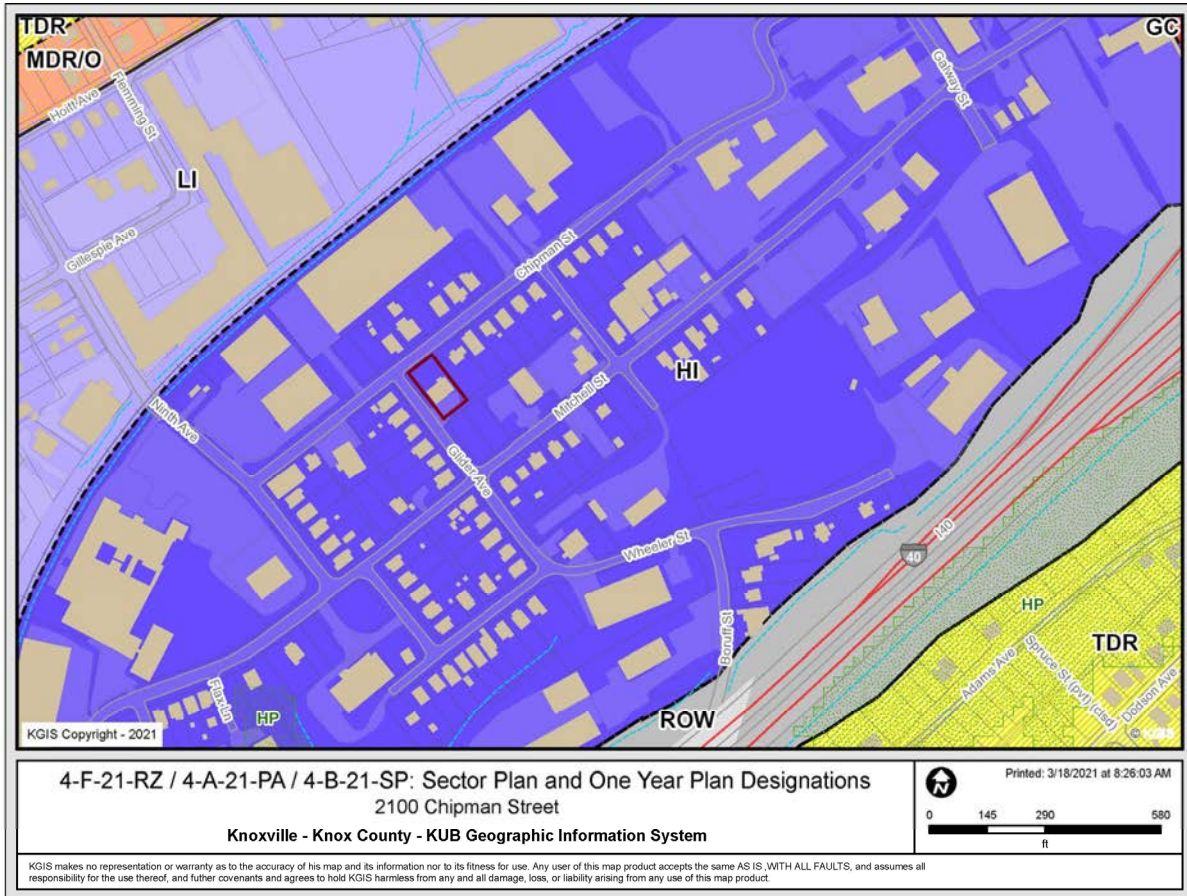 TDR
MDR/O
GC
Flemming St
Galway St
Hoitt Ave
LI
Gillespie Ave
Chipman St
HI
Mitchell St
Ninth Ave
Glider Ave
Wheeler St
I40
40
HP
TDR
Boruff St
Adams Ave
Spruce St (pvt) (clsd)
Dodson Ave
Flax Ln
HP
ROW
KGIS Copyright - 2021
© KGIS
4-F-21-RZ / 4-A-21-PA / 4-B-21-SP: Sector Plan and One Year Plan Designations
2100 Chipman Street
Knoxville - Knox County - KUB Geographic Information System
N
Printed: 3/18/2021 at 8:26:03 AM
0 145 290 580
ft
KGIS makes no representation or warranty as to the accuracy of his map and its information nor to its fitness for use. Any user of this map product accepts the same AS IS ,WITH ALL FAULTS, and assumes all
responsibility for the use thereof, and futher covenants and agrees to hold KGIS harmless from any and all damage, loss, or liability arising from any use of this map product.